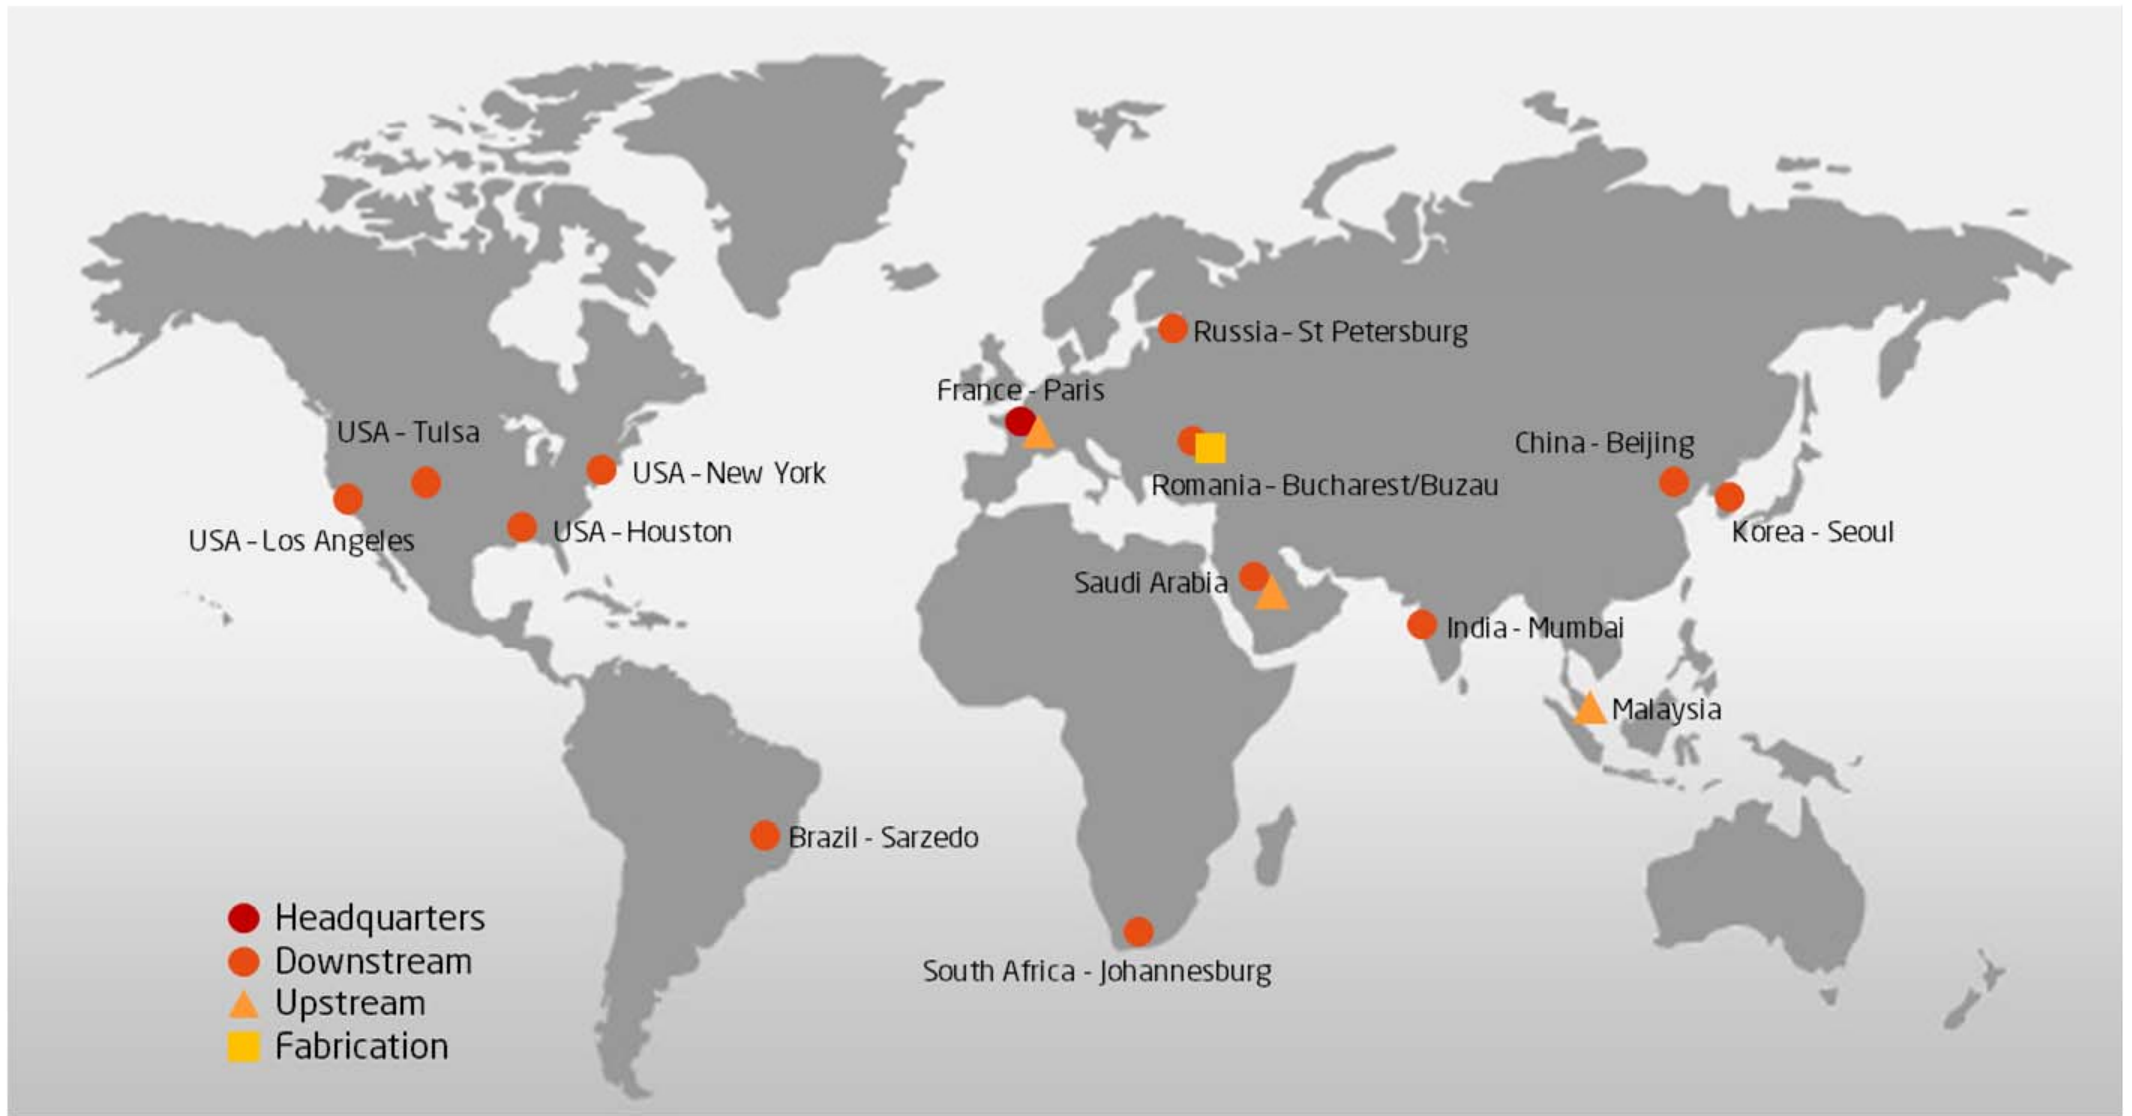 Russia - St Petersburg
France - Paris
USA - Tulsa
China - Beijing
USA - New York
Romania - Bucharest/Buzau
USA - Los Angeles
USA - Houston
Korea - Seoul
Saudi Arabia
India - Mumbai
Malaysia
Brazil - Sarzedo
South Africa - Johannesburg
Headquarters
Downstream
Upstream
Fabrication